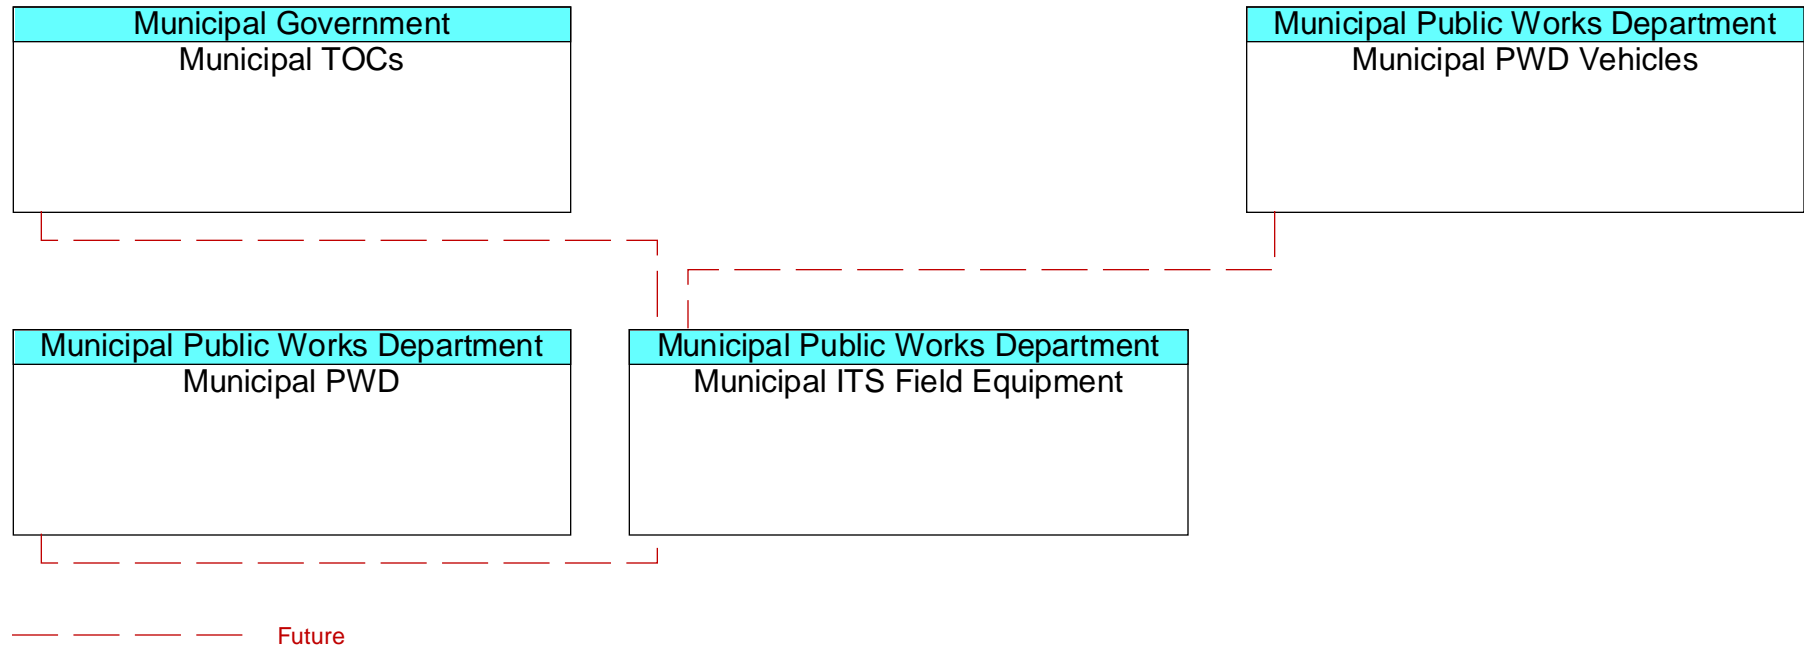 Municipal Government
Municipal TOCs
Municipal Public Works Department
Municipal PWD Vehicles
Municipal Public Works Department
Municipal PWD
Municipal Public Works Department
Municipal ITS Field Equipment
Future